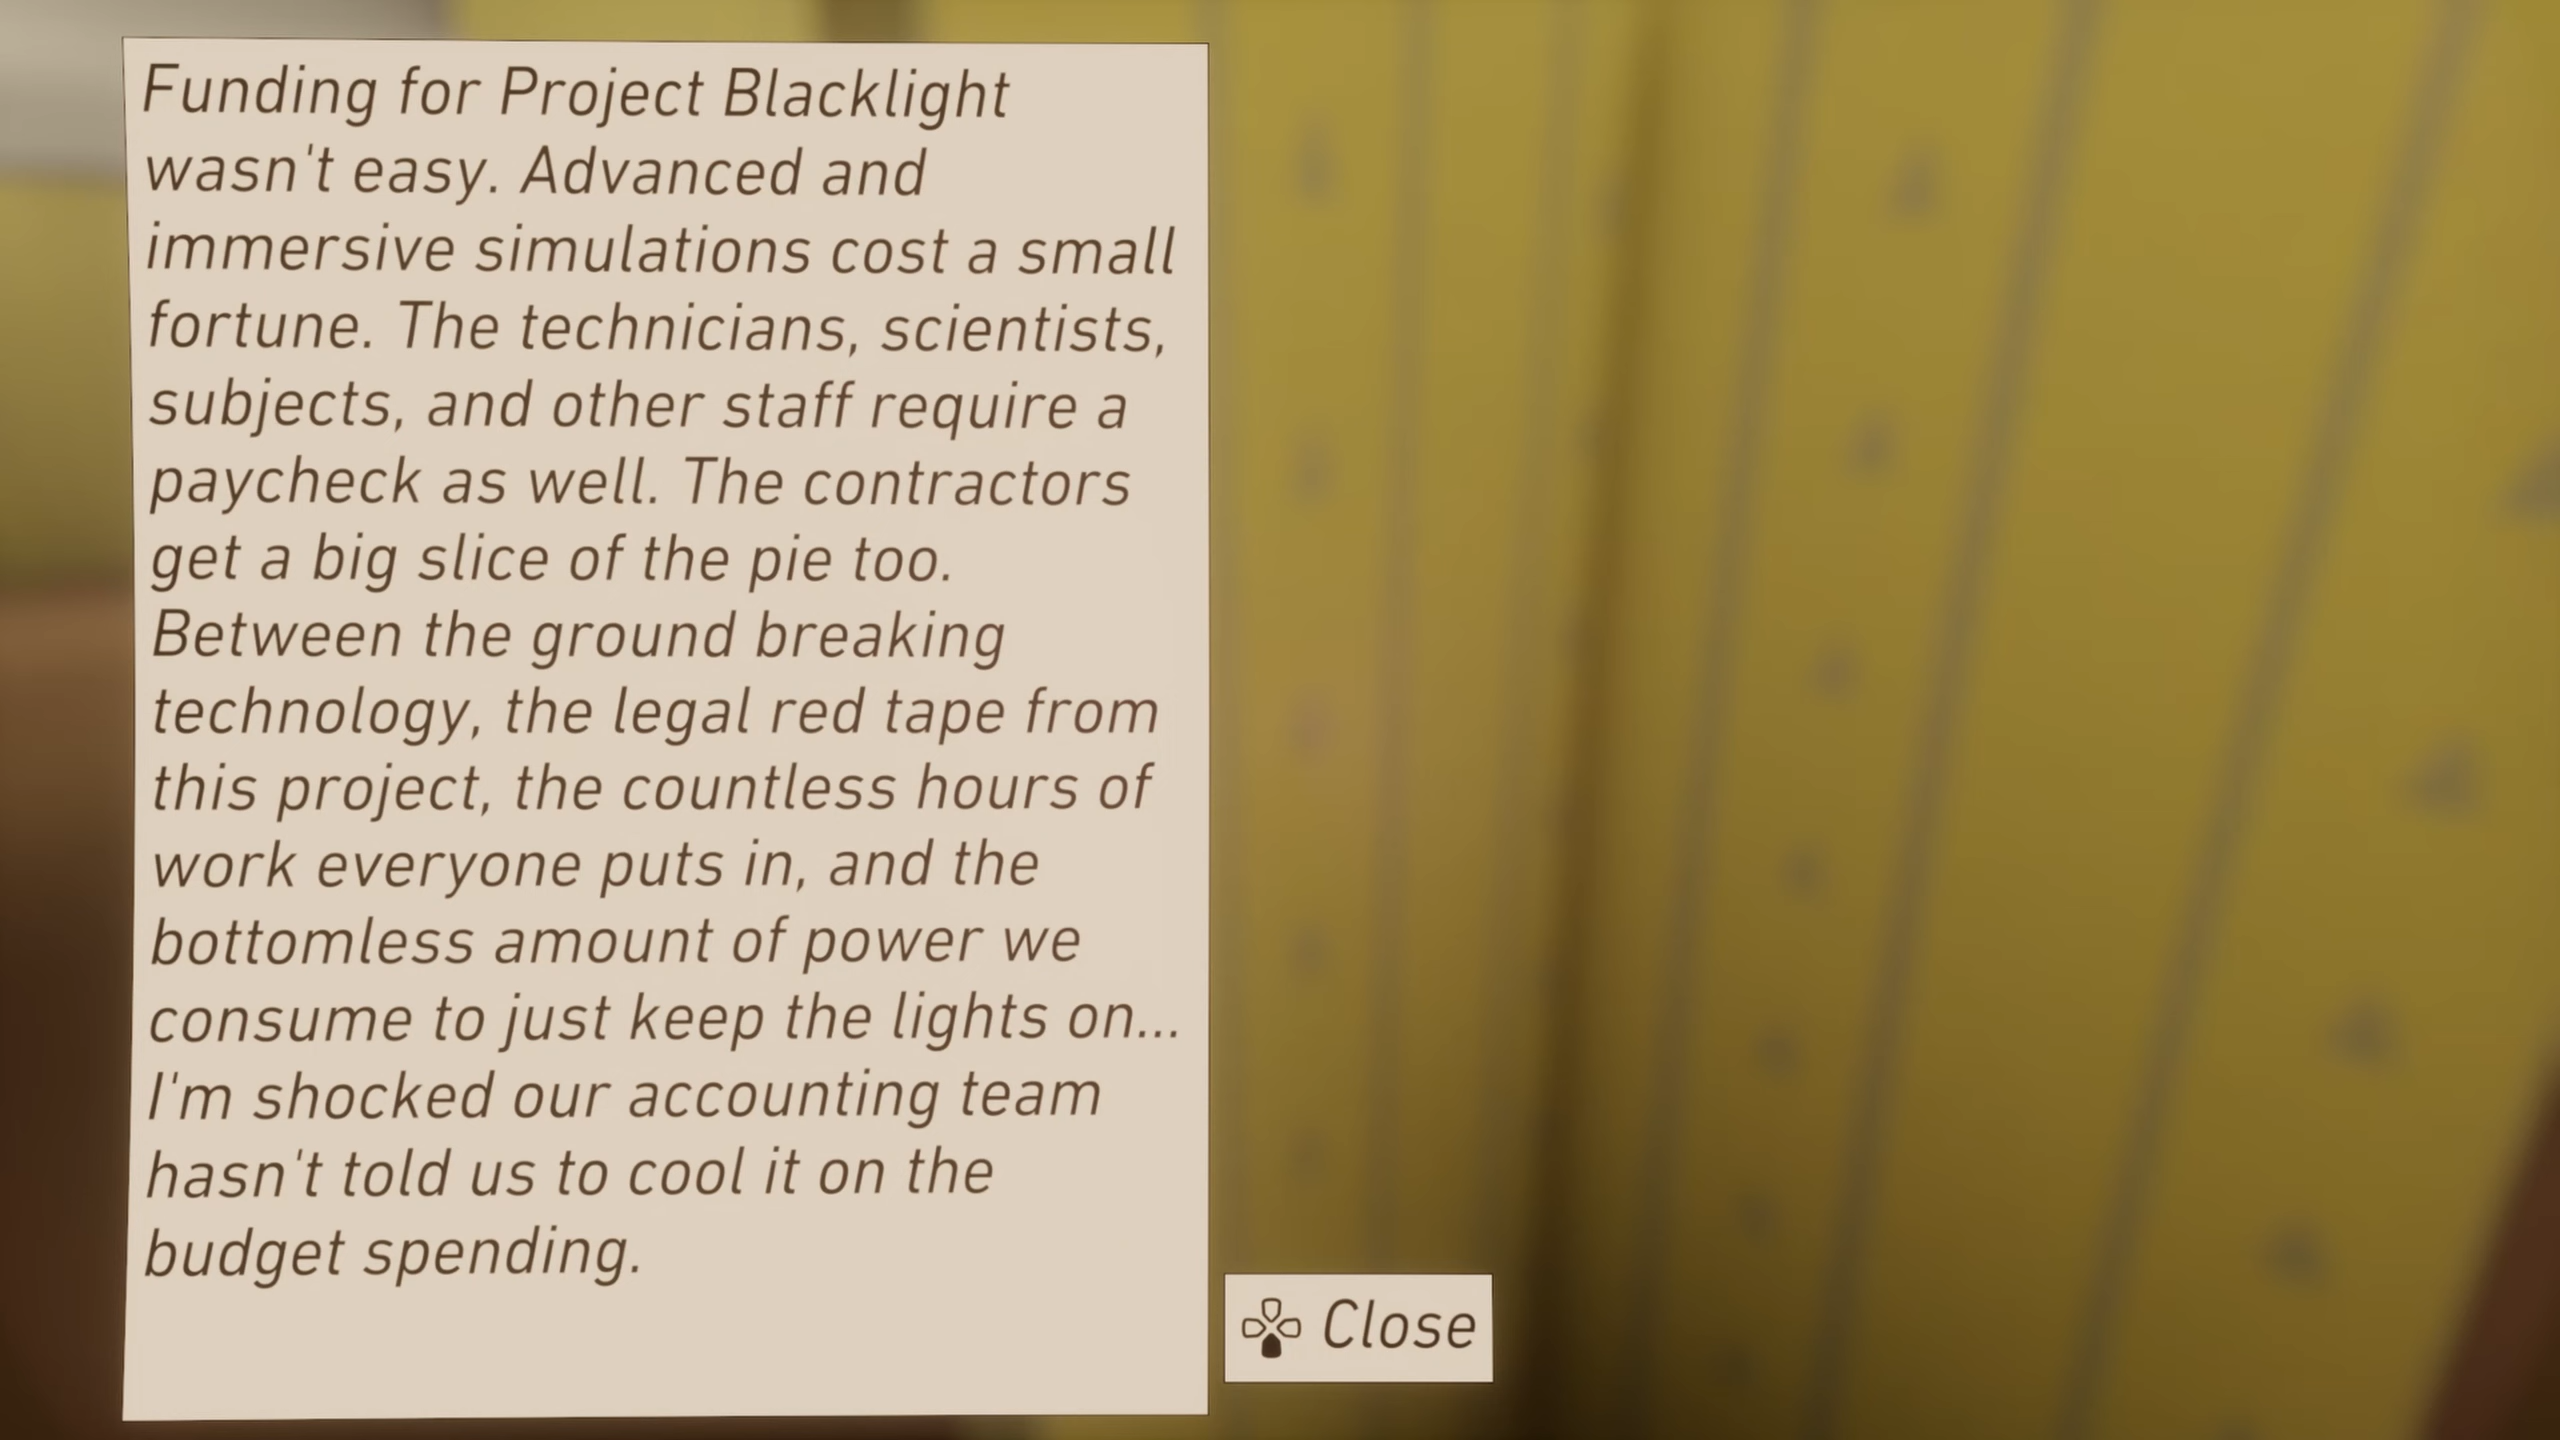 Funding for Project Blacklight
wasn't easy. Advanced and
immersive simulations cost a small
fortune. The technicians, scientists,
subjects, and other staff require a
paycheck as well. The contractors
get a big slice of the pie too.
Between the ground breaking
technology, the legal red tape from
this project, the countless hours of
work everyone puts in, and the
bottomless amount of power we
consume to just keep the lights on...
I'm shocked our accounting team
hasn't told us to cool it on the
budget spending.
Close